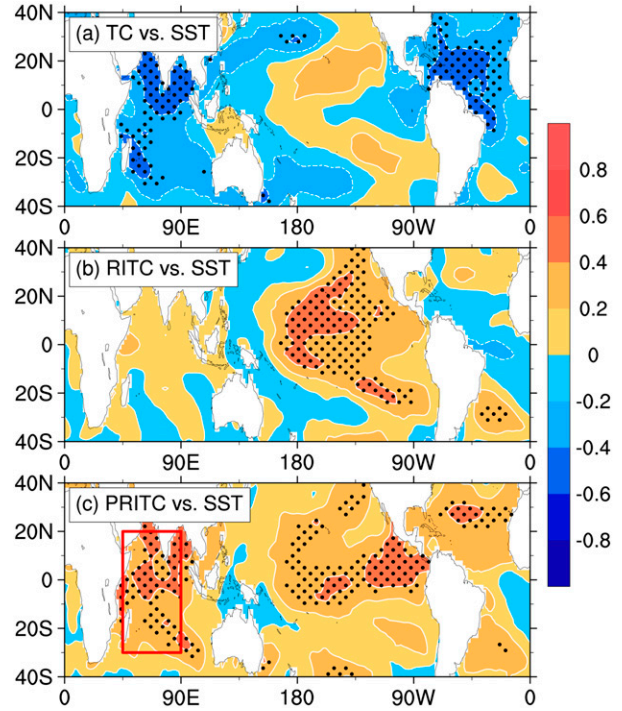 40N
(a) TC vs. SST
20N
0
20S
40S
0 90E 180 90W 0
40N
(b) RITC vs. SST
20N
0
20S
40S
0 90E 180 90W 0
40N
(c) PRITC vs. SST
20N
0
20S
40S
0 90E 180 90W 0
0.8
0.6
0.4
0.2
0
-0.2
-0.4
-0.6
-0.8